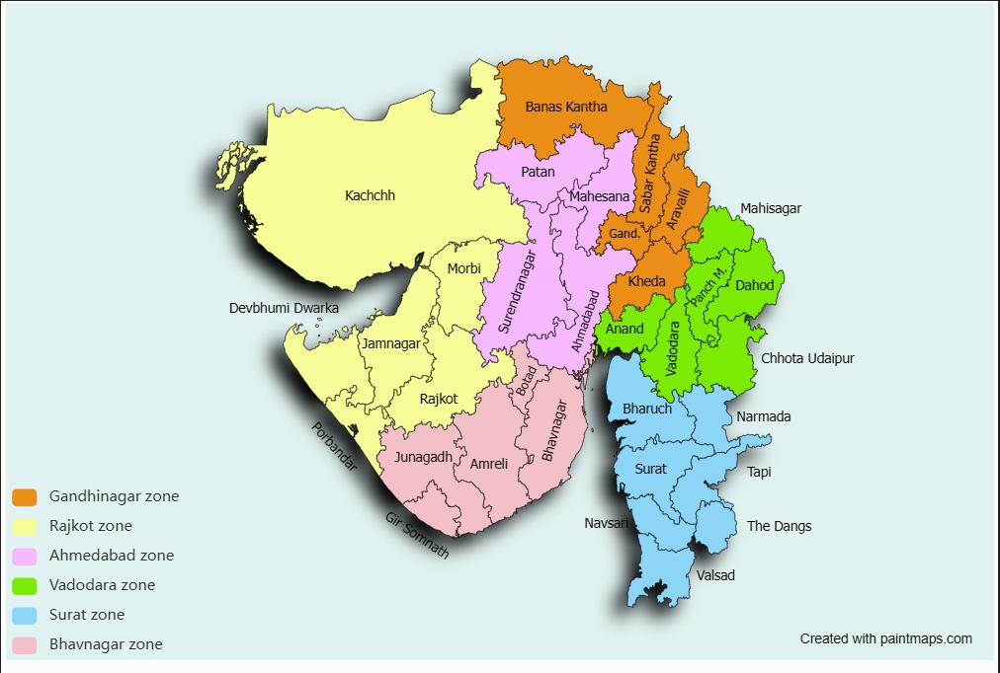 Banas Kantha
Patan
Mahesana
Sabar Kantha
Aravalli
Kachchh
Gand.
Mahisagar
Morbi
Surendranagar
Ahmadabad
Kheda
Panch M.
Dahod
Devbhumi Dwarka
Jamnagar
Anand
Vadodara
Chhota Udaipur
Rajkot
Botad
Bhavnagar
Bharuch
Narmada
Porbandar
Junagadh
Amreli
Surat
Tapi
Gir Somnath
Navsari
The Dangs
Valsad
Gandhinagar zone
Rajkot zone
Ahmedabad zone
Vadodara zone
Surat zone
Bhavnagar zone
Created with paintmaps.com